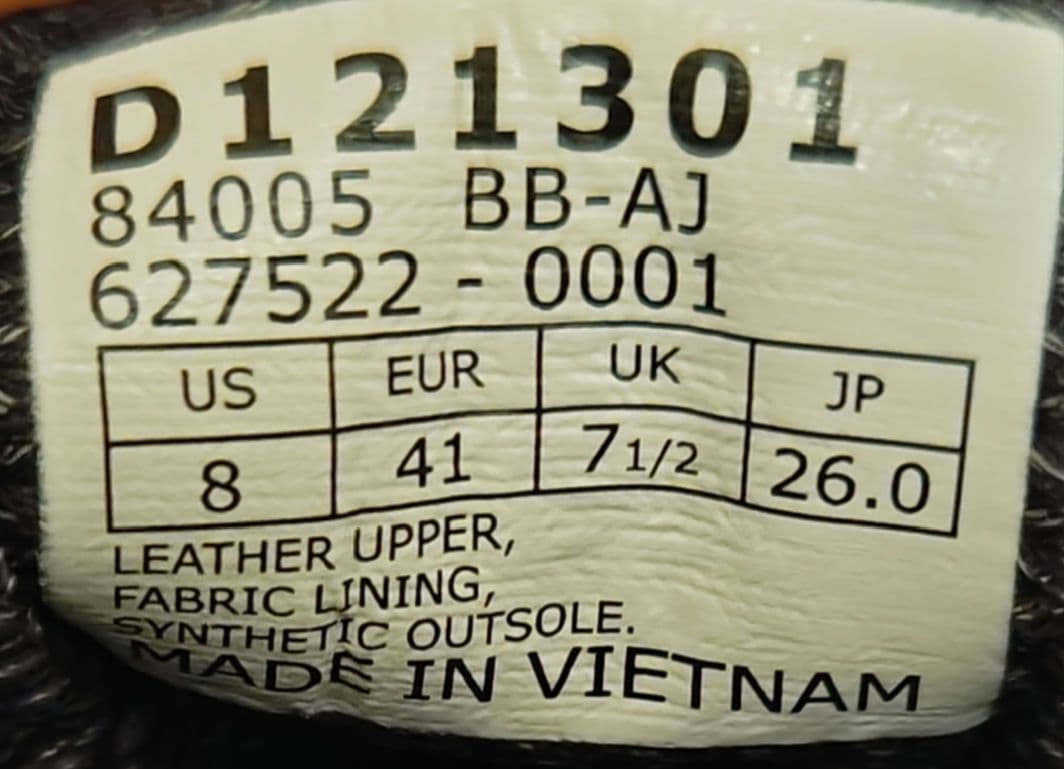 D121301
84005 BB-AJ
627522 - 0001
US EUR UK JP
8 41 7 1/2 26.0
LEATHER UPPER,
FABRIC LINING,
SYNTHETIC OUTSOLE.
MADE IN VIETNAM